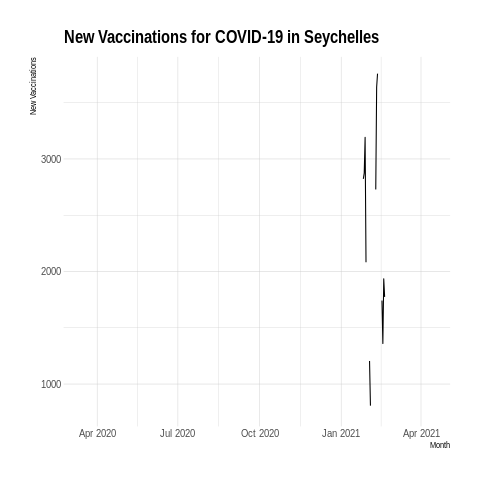 New Vaccinations for COVID-19 in Seychelles
New Vaccinations
3000
2000
1000
Apr 2020
Jul 2020
Oct 2020
Jan 2021
Apr 2021
Month